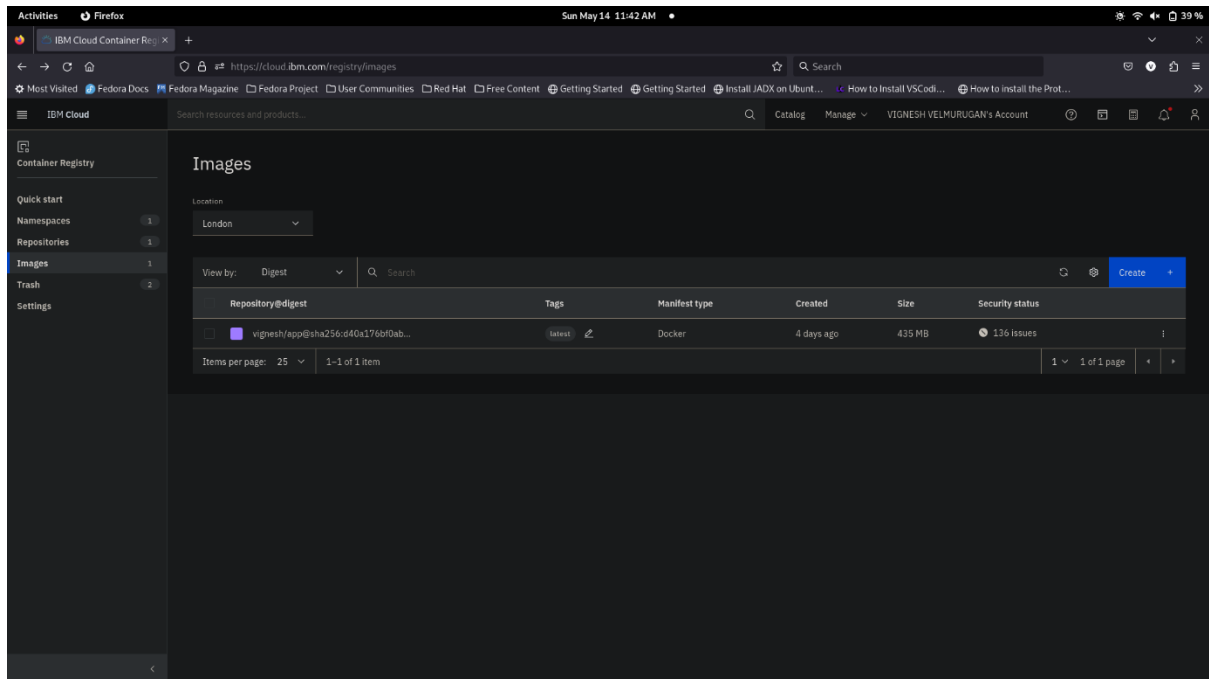 Activities Firefox Sun May 14 11:42 AM 39 %
IBM Cloud Container Reg × +
https://cloud.ibm.com/registry/images Search
Most Visited Fedora Docs Fedora Magazine Fedora Project User Communities Red Hat Free Content Getting Started Getting Started Install JADX on Ubunt... How to Install VSCodi... How to install the Prot...
IBM Cloud Search resources and products... Catalog Manage VIGNESH VELMURUGAN's Account
Container Registry
Quick start
Namespaces 1
Repositories 1
Images 1
Trash 2
Settings
Images
Location
London
View by: Digest Search Create +
Repository@digest Tags Manifest type Created Size Security status
vignesh/app@sha256:d40a176bf0ab... latest Docker 4 days ago 435 MB 136 issues
Items per page: 25 1–1 of 1 item 1 1 of 1 page